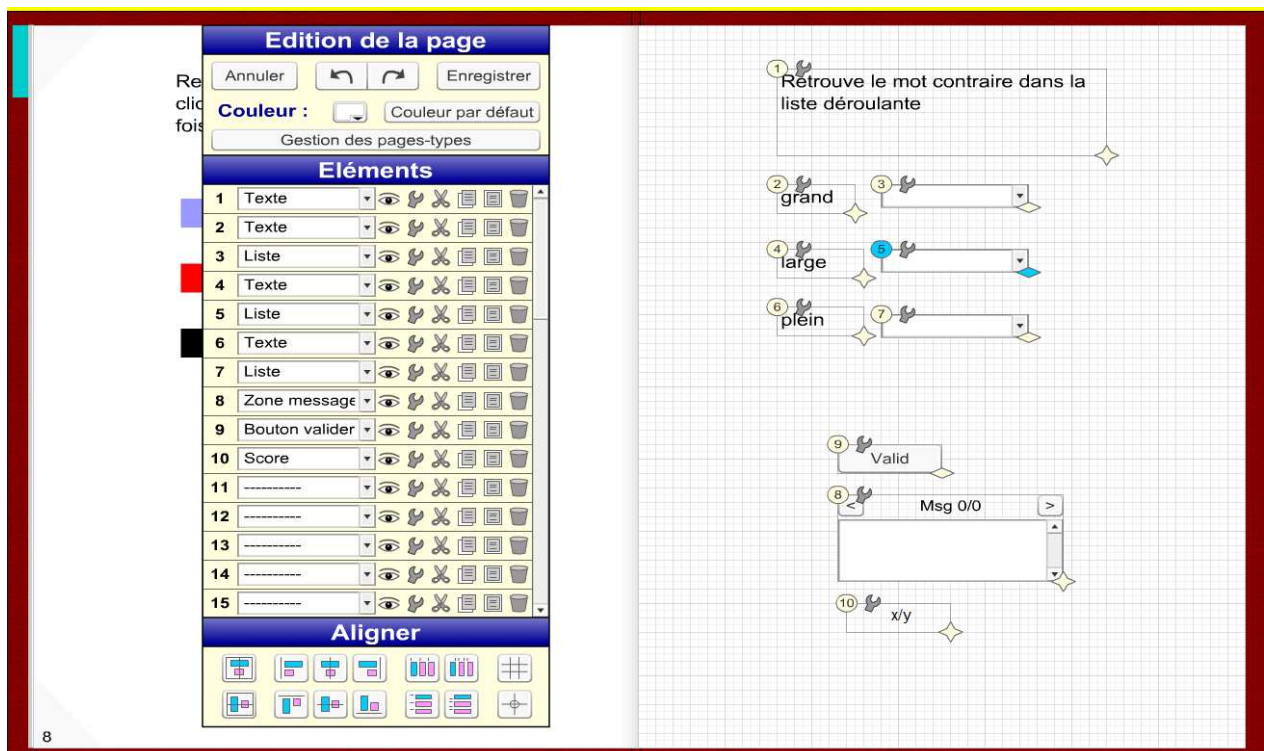 Edition de la page
Annuler
Enregistrer
Couleur :
Couleur par défaut
Gestion des pages-types
Eléments
1 Texte
2 Texte
3 Liste
4 Texte
5 Liste
6 Texte
7 Liste
8 Zone message
9 Bouton valider
10 Score
11 ----------
12 ----------
13 ----------
14 ----------
15 ----------
Aligner
Re
clic
fois
8
1
Retrouve le mot contraire dans la
liste déroulante
2 3
grand
4 5
large
6 7
plein
9
Valid
8
< Msg 0/0 >
10
x/y